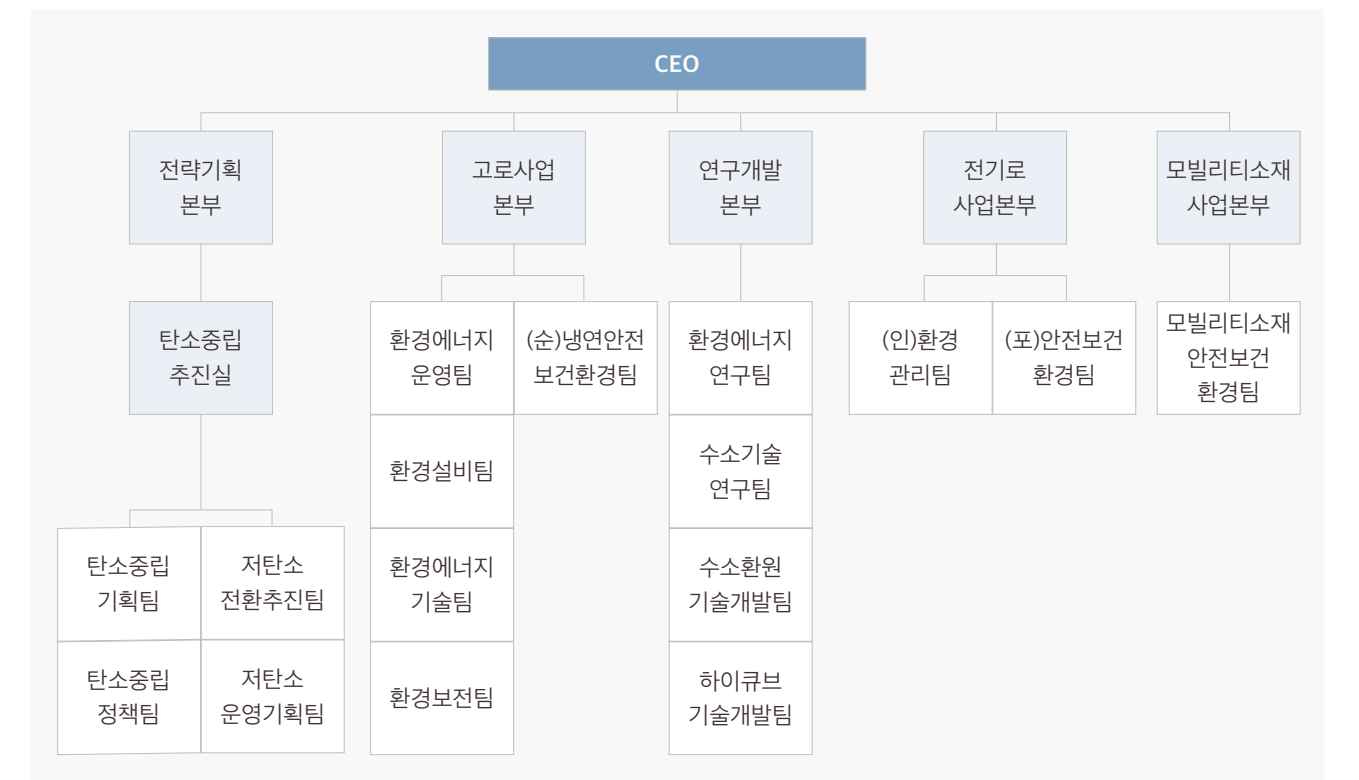 CEO
전략기획
본부
고로사업
본부
연구개발
본부
전기로
사업본부
모빌리티소재
사업본부
탄소중립
추진실
환경에너지
운영팀
(순)냉연안전
보건환경팀
환경에너지
연구팀
(인)환경
관리팀
(포)안전보건
환경팀
모빌리티소재
안전보건
환경팀
환경설비팀
수소기술
연구팀
탄소중립
기획팀
저탄소
전환추진팀
환경에너지
기술팀
수소환원
기술개발팀
탄소중립
정책팀
저탄소
운영기획팀
환경보전팀
하이큐브
기술개발팀